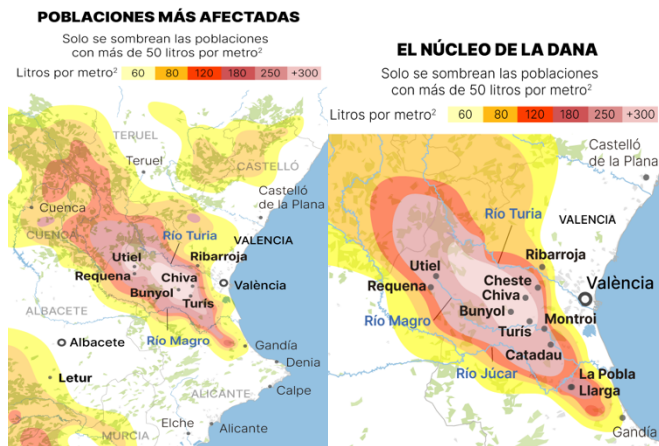 POBLACIONES MÁS AFECTADAS
Solo se sombrean las poblaciones
con más de 50 litros por metro²
Litros por metro² 60 80 120 180 250 +300
TERUEL
Teruel
CASTELLÓ
Castelló
de la Plana
Cuenca
CUENCA
Río Turia
VALENCIA
Utiel
Ribarroja
Requena
Chiva
València
Bunyol
Turís
ALBACETE
Río Magro
Albacete
Gandía
Denia
Letur
Calpe
ALICANTE
Elche
Alicante
MURCIA
EL NÚCLEO DE LA DANA
Solo se sombrean las poblaciones
con más de 50 litros por metro²
Litros por metro² 60 80 120 180 250 +300
Castelló
de la Plana
Río Turia
VALENCIA
Ribarroja
Utiel
Requena
Cheste
València
Chiva
Bunyol
Río Magro
Montroi
Turís
Catadau
Río Júcar
La Pobla
Llarga
Gandía